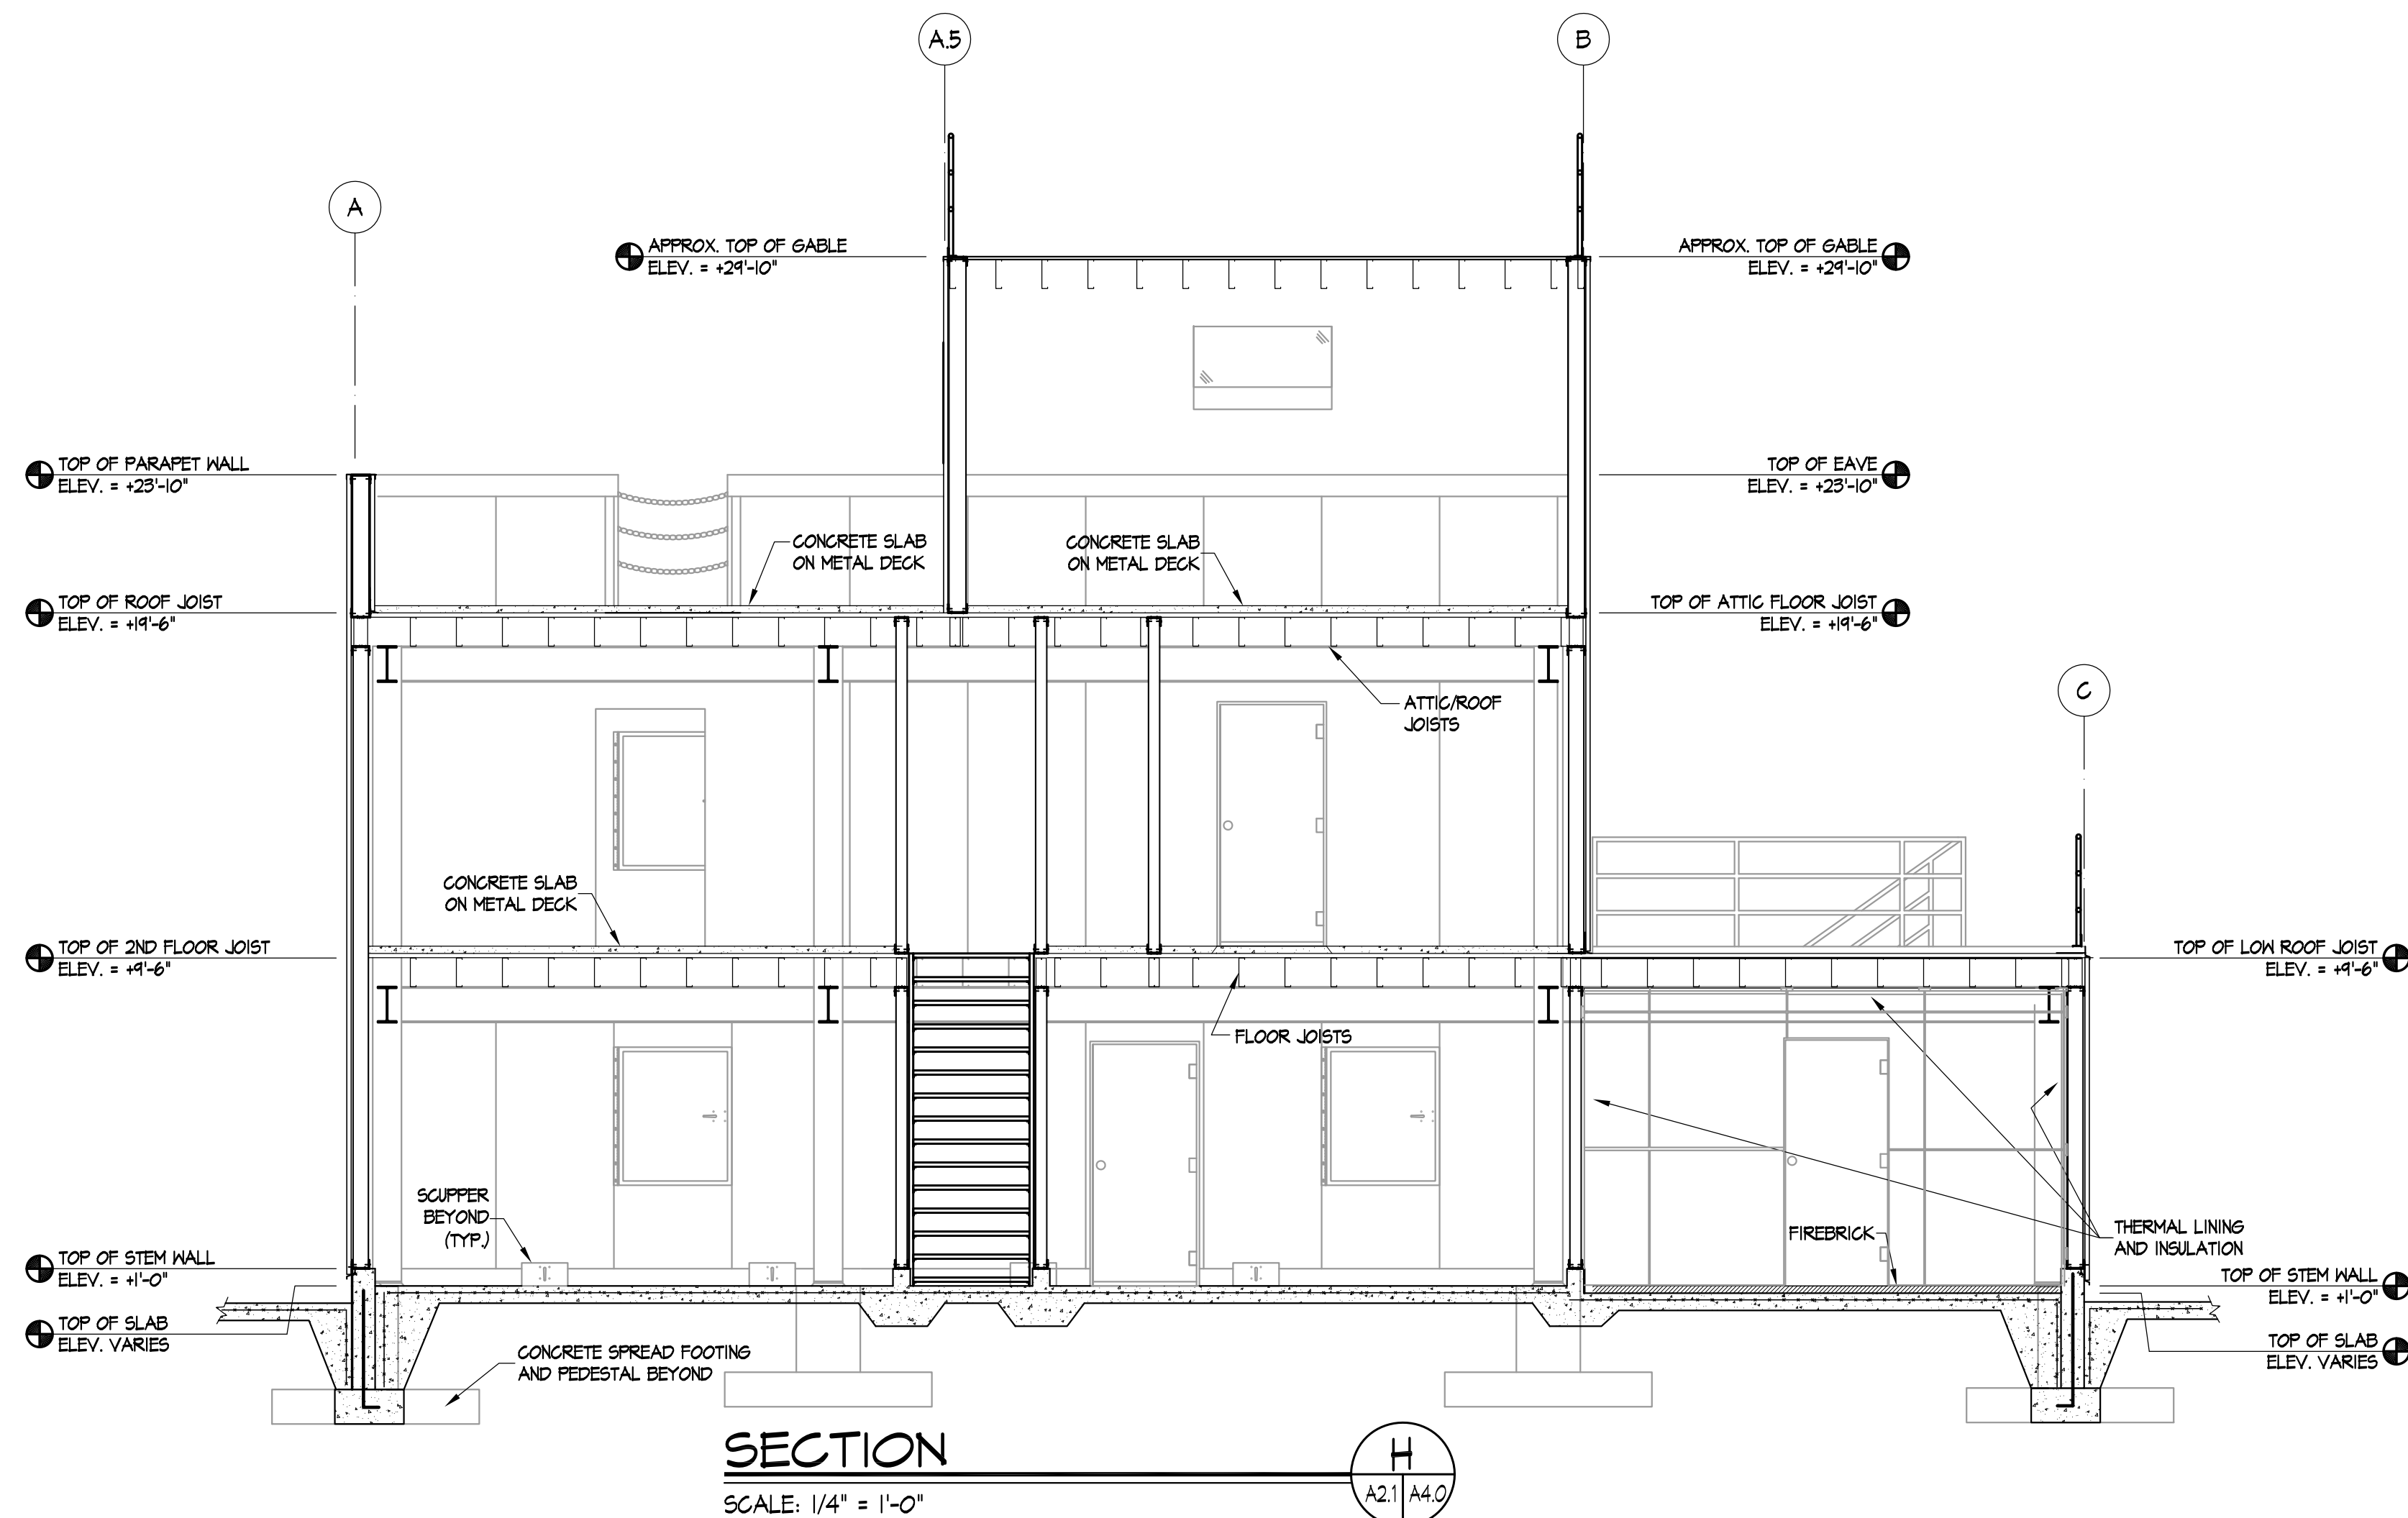 A.5
B
A
APPROX. TOP OF GABLE
ELEV. = +29'-10"
APPROX. TOP OF GABLE
ELEV. = +29'-10"
TOP OF PARAPET WALL
ELEV. = +23'-10"
TOP OF EAVE
ELEV. = +23'-10"
CONCRETE SLAB
ON METAL DECK
CONCRETE SLAB
ON METAL DECK
TOP OF ROOF JOIST
ELEV. = +19'-6"
TOP OF ATTIC FLOOR JOIST
ELEV. = +19'-6"
C
ATTIC/ROOF
JOISTS
CONCRETE SLAB
ON METAL DECK
TOP OF 2ND FLOOR JOIST
ELEV. = +9'-6"
TOP OF LOW ROOF JOIST
ELEV. = +9'-6"
FLOOR JOISTS
SCUPPER
BEYOND
(TYP.)
FIREBRICK
THERMAL LINING
AND INSULATION
TOP OF STEM WALL
ELEV. = +1'-0"
TOP OF STEM WALL
ELEV. = +1'-0"
TOP OF SLAB
ELEV. VARIES
TOP OF SLAB
ELEV. VARIES
CONCRETE SPREAD FOOTING
AND PEDESTAL BEYOND
SECTION
H
A2.1 A4.0
SCALE: 1/4" = 1'-0"